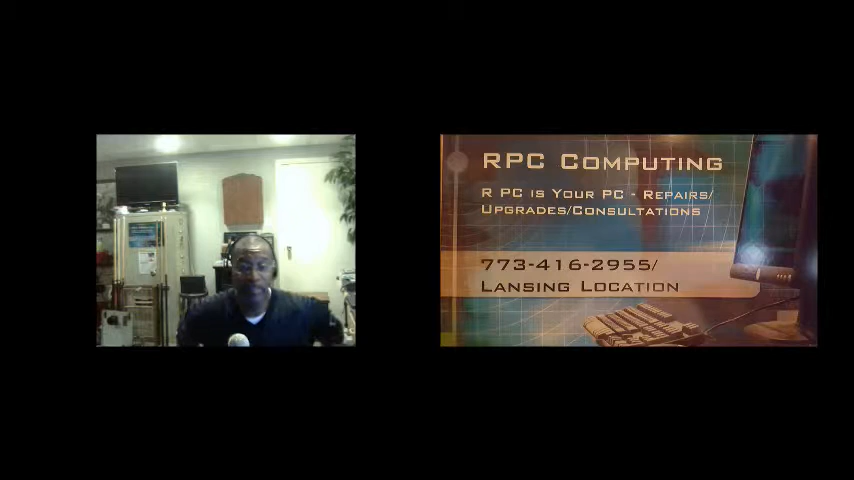 RPC Computing
R PC is Your PC - Repairs/
Upgrades/Consultations
773-416-2955/
Lansing Location